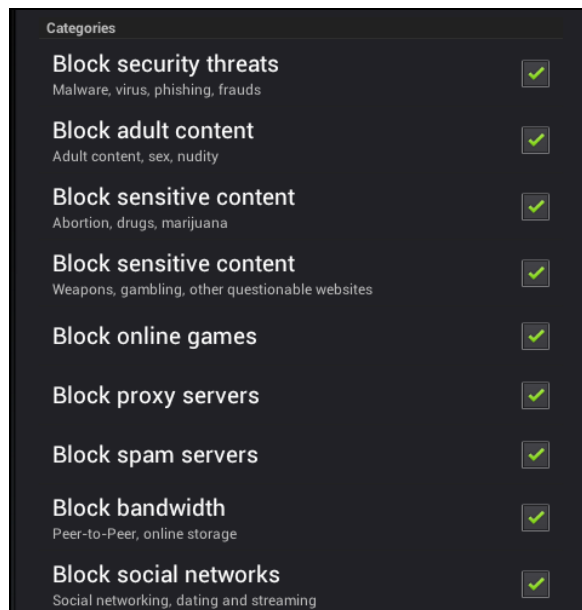 Categories
Block security threats
Malware, virus, phishing, frauds
Block adult content
Adult content, sex, nudity
Block sensitive content
Abortion, drugs, marijuana
Block sensitive content
Weapons, gambling, other questionable websites
Block online games
Block proxy servers
Block spam servers
Block bandwidth
Peer-to-Peer, online storage
Block social networks
Social networking, dating and streaming